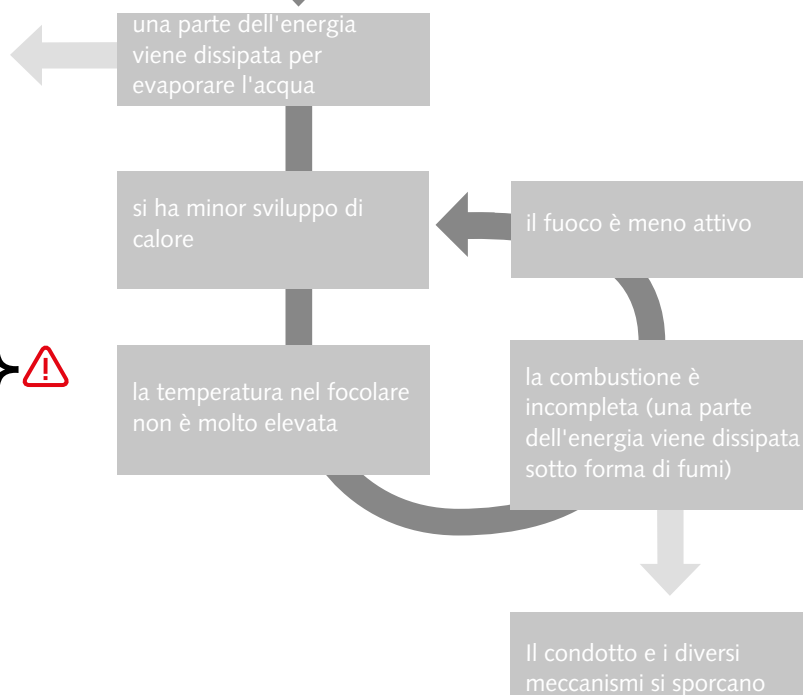 una parte dell'energia
viene dissipata per
evaporare l'acqua
si ha minor sviluppo di
calore
il fuoco è meno attivo
la temperatura nel focolare
non è molto elevata
la combustione è
incompleta (una parte
dell'energia viene dissipata
sotto forma di fumi)
Il condotto e i diversi
meccanismi si sporcano